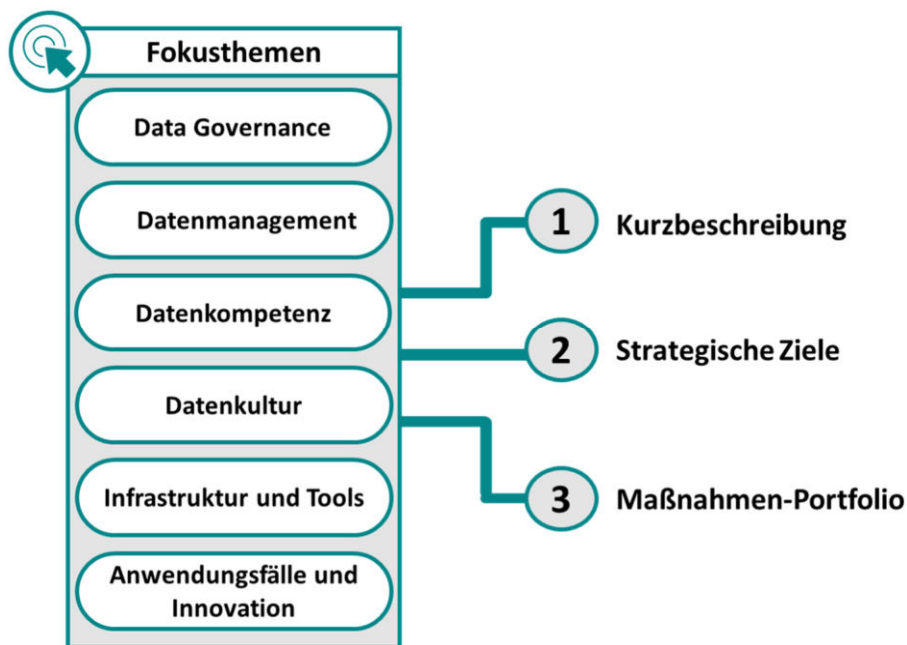 Fokusthemen
Data Governance
Datenmanagement
Datenkompetenz
Datenkultur
Infrastruktur und Tools
Anwendungsfälle und
Innovation
1 Kurzbeschreibung
2 Strategische Ziele
3 Maßnahmen-Portfolio